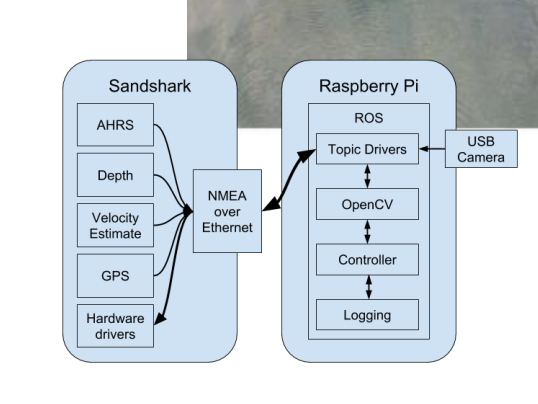 Sandshark
AHRS
Depth
Velocity
Estimate
GPS
Hardware
drivers
NMEA
over
Ethernet
Raspberry Pi
ROS
Topic Drivers
OpenCV
Controller
Logging
USB
Camera